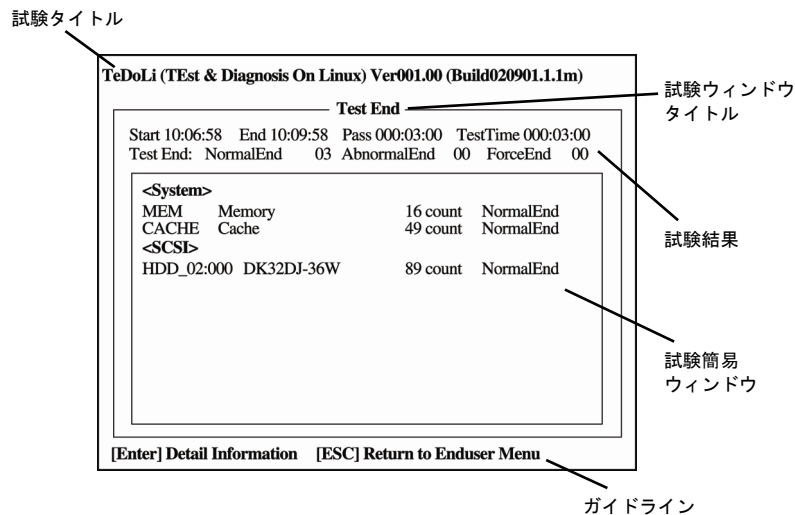 試験タイトル
TeDoLi (TEst & Diagnosis On Linux) Ver001.00 (Build020901.1.1m)
試験ウィンドウ
タイトル
Test End
Start 10:06:58 End 10:09:58 Pass 000:03:00 TestTime 000:03:00
Test End: NormalEnd 03 AbnormalEnd 00 ForceEnd 00
<System>
MEM Memory 16 count NormalEnd
CACHE Cache 49 count NormalEnd
<SCSI>
HDD_02:000 DK32DJ-36W 89 count NormalEnd
試験結果
試験簡易
ウィンドウ
[Enter] Detail Information [ESC] Return to Enduser Menu
ガイドライン